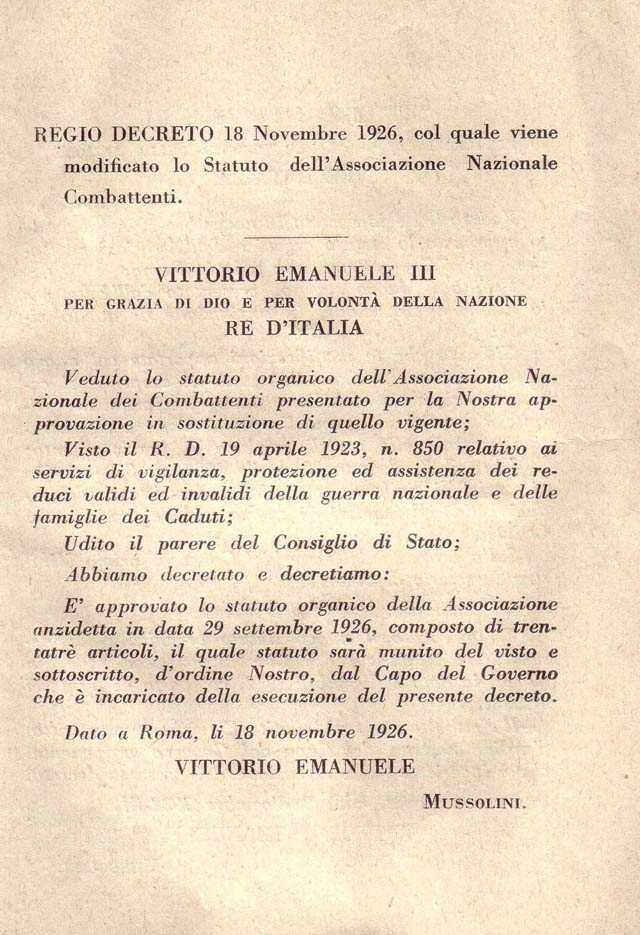 REGIO DECRETO 18 Novembre 1926, col quale viene
modificato lo Statuto dell'Associazione Nazionale
Combattenti.
VITTORIO EMANUELE III
PER GRAZIA DI DIO E PER VOLONTÀ DELLA NAZIONE
RE D'ITALIA
Veduto lo statuto organico dell'Associazione Na-
zionale dei Combattenti presentato per la Nostra ap-
provazione in sostituzione di quello vigente;
Visto il R. D. 19 aprile 1923, n. 850 relativo ai
servizi di vigilanza, protezione ed assistenza dei re-
duci validi ed invalidi della guerra nazionale e delle
famiglie dei Caduti;
Udito il parere del Consiglio di Stato;
Abbiamo decretato e decretiamo:
E' approvato lo statuto organico della Associazione
anzidetta in data 29 settembre 1926, composto di tren-
tatrè articoli, il quale statuto sarà munito del visto e
sottoscritto, d'ordine Nostro, dal Capo del Governo
che è incaricato della esecuzione del presente decreto.
Dato a Roma, li 18 novembre 1926.
VITTORIO EMANUELE
MUSSOLINI.